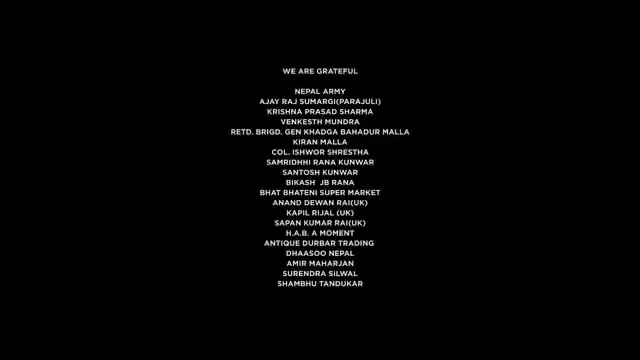 WE ARE GRATEFUL
NEPAL ARMY
AJAY RAJ SUMARGI(PARAJULI)
KRISHNA PRASAD SHARMA
VENKESTH MUNDRA
RETD. BRIGD. GEN KHADGA BAHADUR MALLA
KIRAN MALLA
COL. ISHWOR SHRESTHA
SAMRIDHHI RANA KUNWAR
SANTOSH KUNWAR
BIKASH JB RANA
BHAT BHATENI SUPER MARKET
ANAND DEWAN RAI(UK)
KAPIL RIJAL (UK)
SAPAN KUMAR RAI(UK)
H.A.B. A MOMENT
ANTIQUE DURBAR TRADING
DHAASOO NEPAL
AMIR MAHARJAN
SURENDRA SILWAL
SHAMBHU TANDUKAR